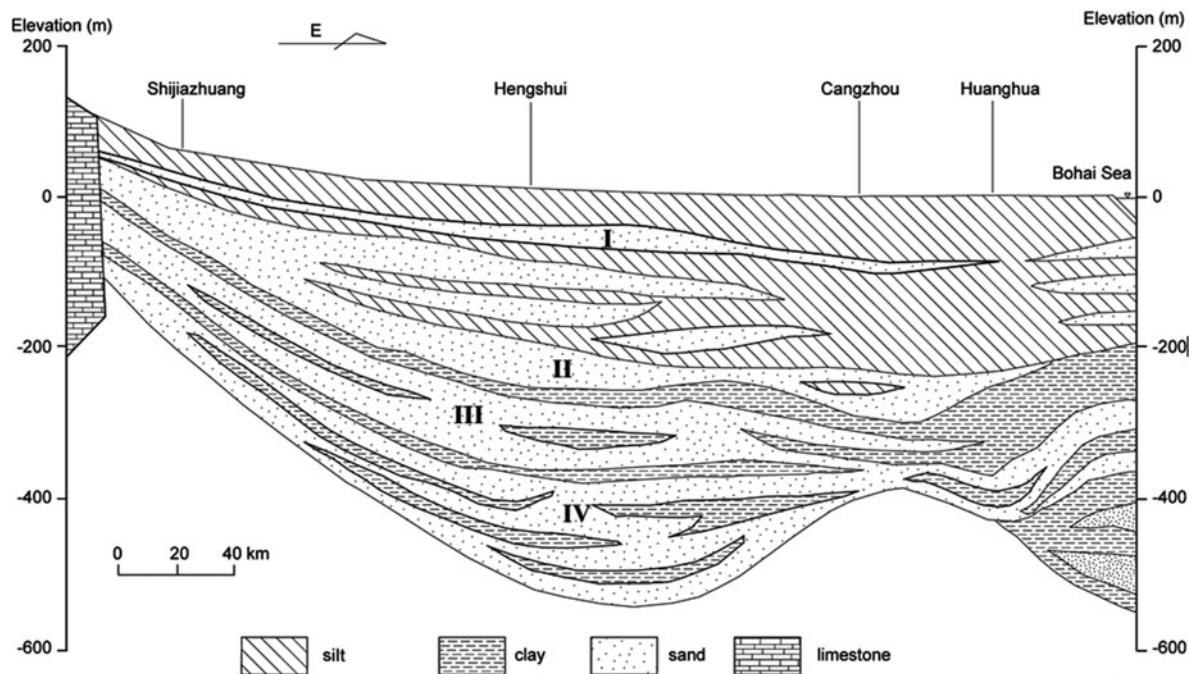 Elevation (m)
Elevation (m)
200
E
200
Shijiazhuang
Hengshui
Cangzhou
Huanghua
Bohai Sea
0
0
I
-200
-200
II
III
-400
-400
IV
0 20 40 km
-600
-600
silt
clay
sand
limestone